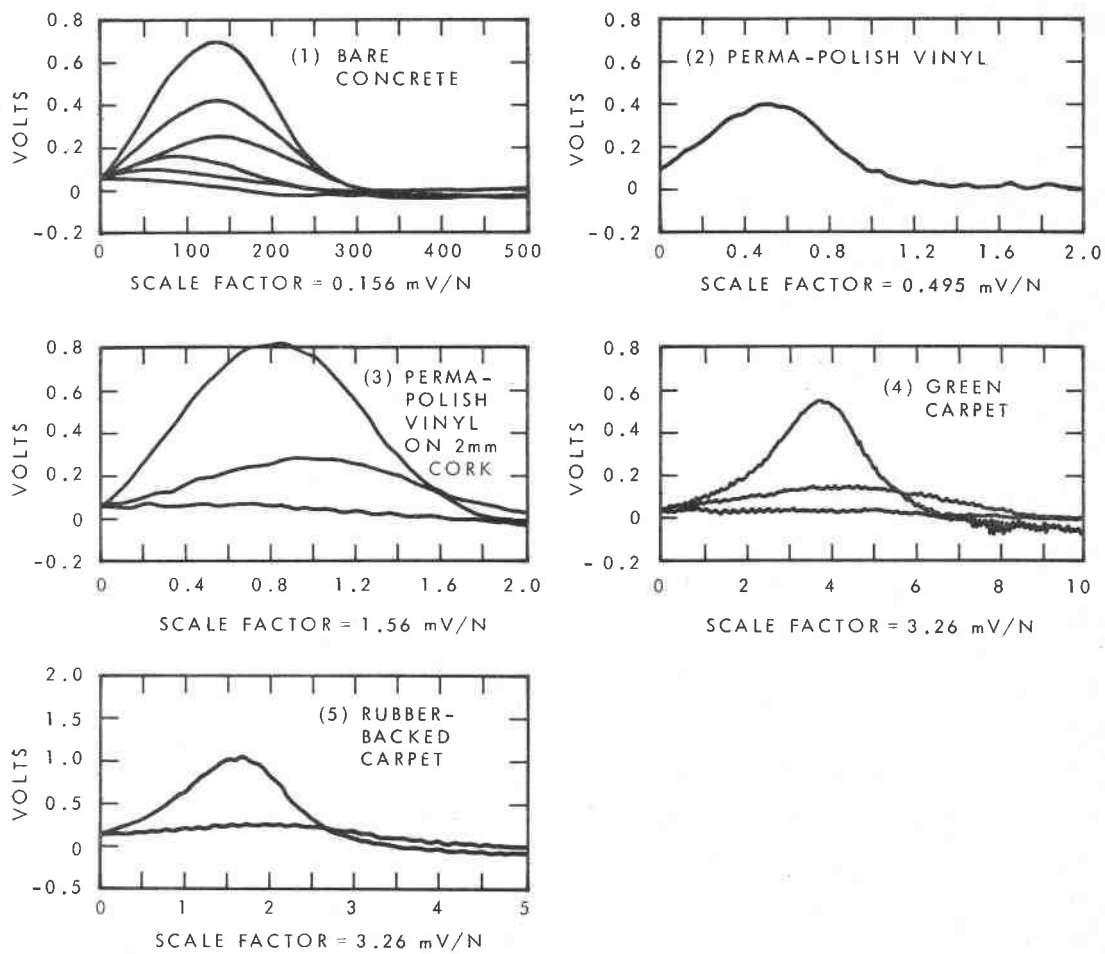 0.8
0.6
0.4
0.2
0
-0.2
VOLTS
(1) BARE
CONCRETE
0 100 200 300 400 500
SCALE FACTOR = 0.156 mV/N
0.8
0.6
0.4
0.2
0
-0.2
VOLTS
(2) PERMA-POLISH VINYL
0 0.4 0.8 1.2 1.6 2.0
SCALE FACTOR = 0.495 mV/N
0.8
0.6
0.4
0.2
0
-0.2
VOLTS
(3) PERMA-
POLISH
VINYL
ON 2mm
CORK
0 0.4 0.8 1.2 1.6 2.0
SCALE FACTOR = 1.56 mV/N
0.8
0.6
0.4
0.2
0
-0.2
VOLTS
(4) GREEN
CARPET
0 2 4 6 8 10
SCALE FACTOR = 3.26 mV/N
2.0
1.5
1.0
0.5
0
-0.5
VOLTS
(5) RUBBER-
BACKED
CARPET
0 1 2 3 4 5
SCALE FACTOR = 3.26 mV/N